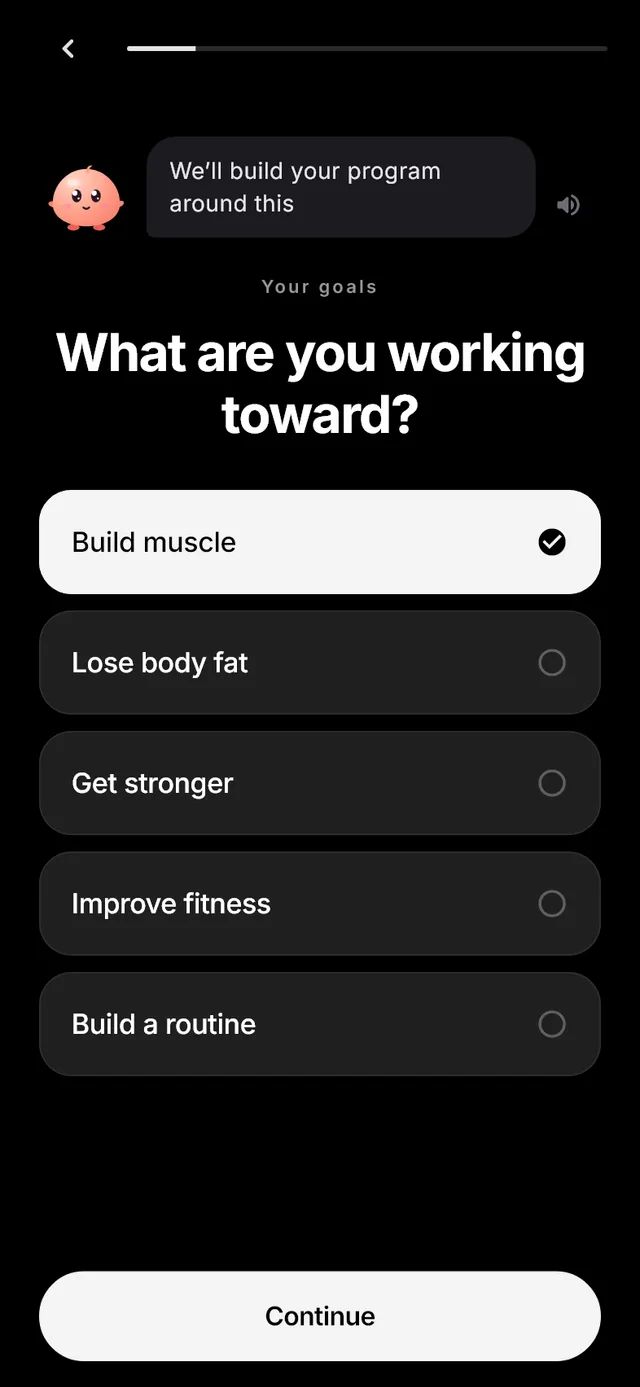 We’ll build your program
around this
Your goals
What are you working
toward?
Build muscle
Lose body fat
Get stronger
Improve fitness
Build a routine
Continue